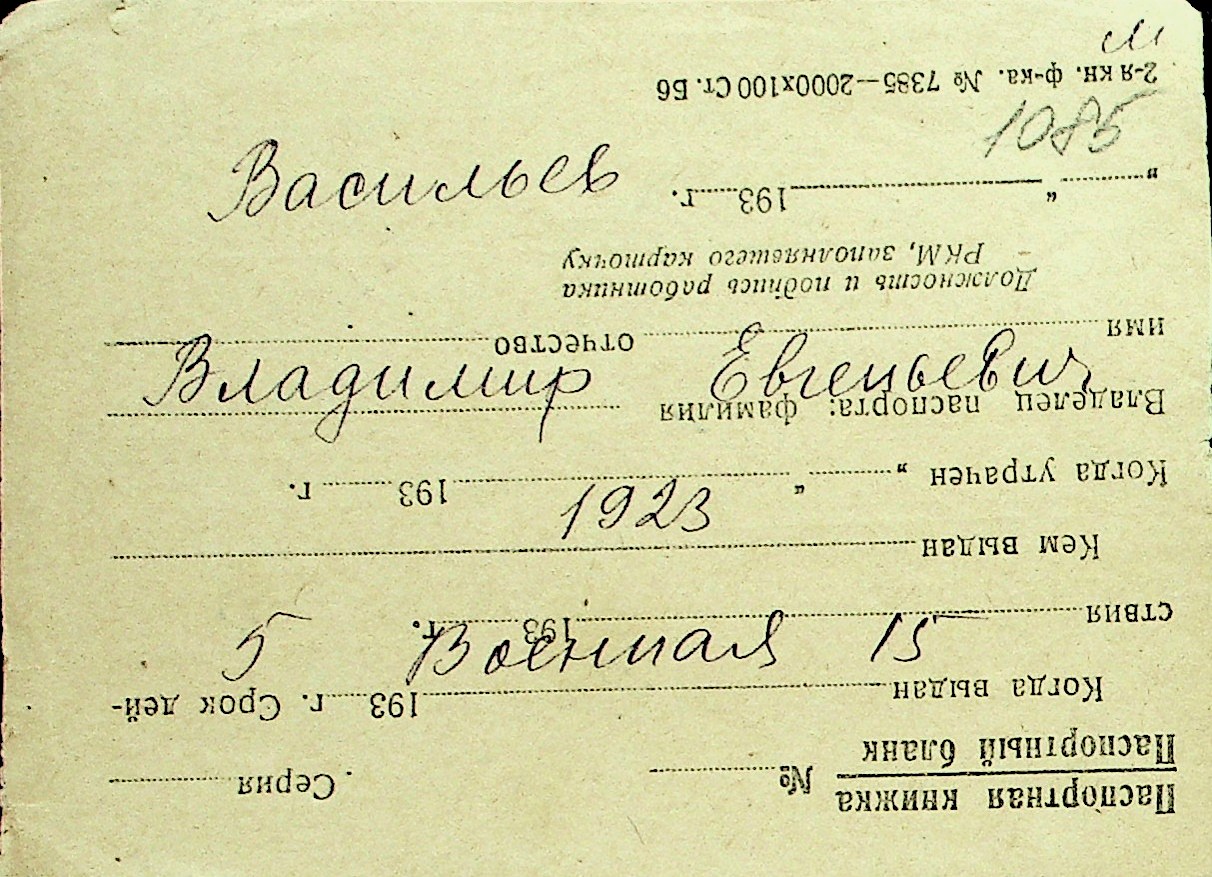 м
1085
Васильев
Владимир Евгеньевич
1923
5 Военная 15
Паспортная книжка
Паспортный бланк
№ Серия
Когда выдан 193 г. Срок дей-
ствия 193 г.
Кем выдан
Когда утрачен „ “ 193 г.
Владелец паспорта: фамилия
имя отчество
Должность и подпись работника
РКМ, заполнявшего карточку
„ “ 193 г.
2-я кн. ф-ка. № 7385—2000х100 Ст. Б6